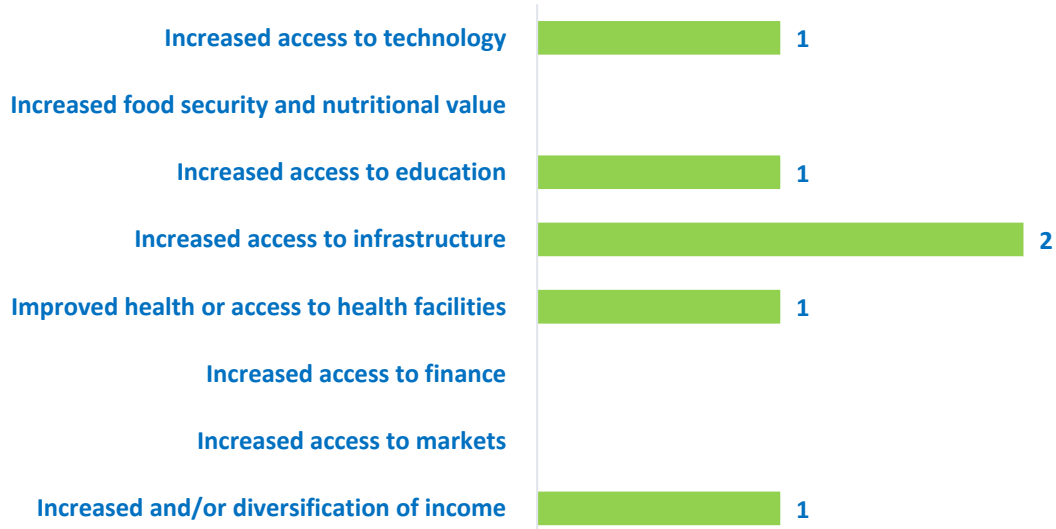 Increased access to technology 1
Increased food security and nutritional value
Increased access to education 1
Increased access to infrastructure 2
Improved health or access to health facilities 1
Increased access to finance
Increased access to markets
Increased and/or diversification of income 1